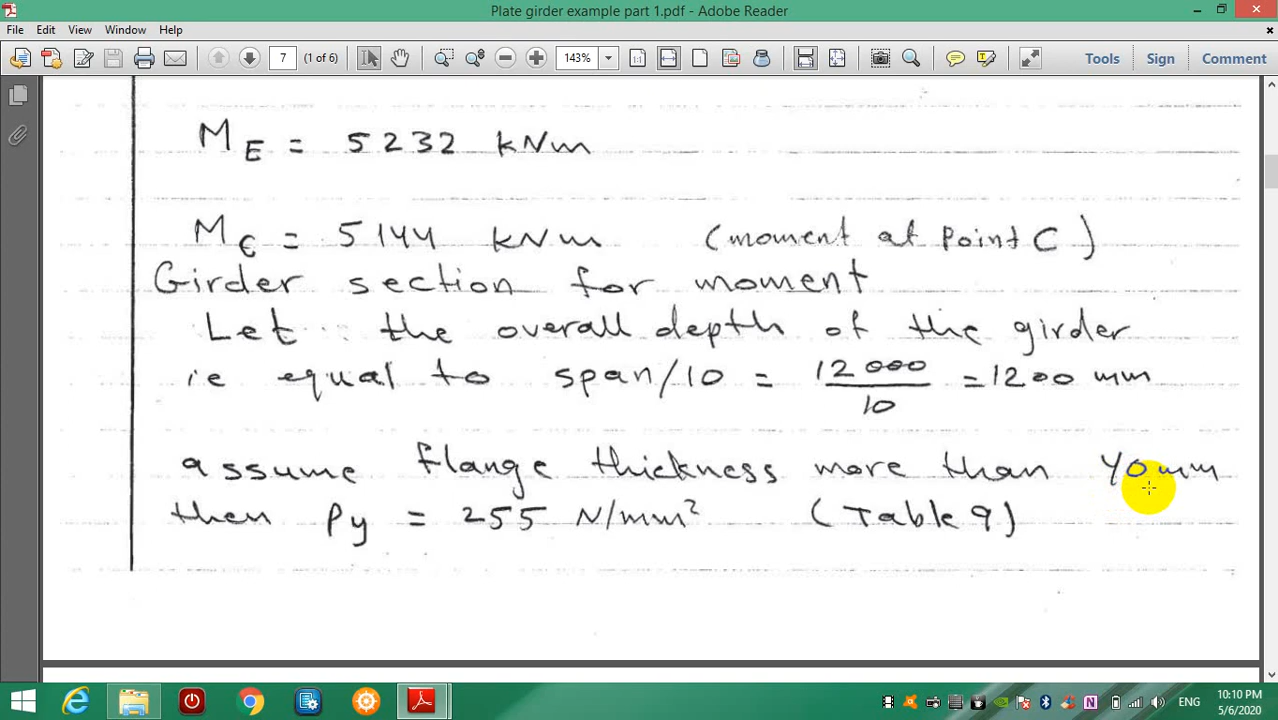 Plate girder example part 1.pdf - Adobe Reader
File Edit View Window Help
7 (1 of 6) 143% Tools Sign Comment
ME = 5232 kNm
MC = 5144 kNm (moment at Point C)
Girder section for moment
Let the overall depth of the girder
ie equal to span/10 = 12000/10 = 1200 mm
assume flange thickness more than 40mm
then Py = 255 N/mm² (Table 9)
10:10 PM
ENG
5/6/2020